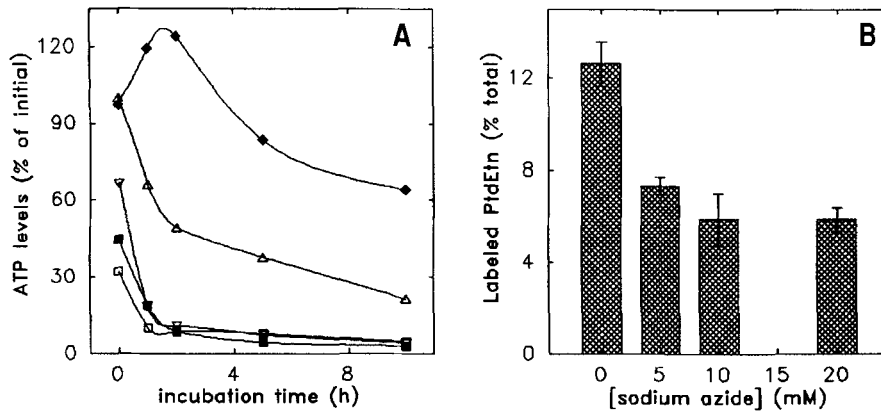 A
ATP levels (% of initial)
120
90
60
30
0
0 4 8
incubation time (h)
B
Labeled PtdEtn (% total)
12
8
4
0
0 5 10 15 20
[sodium azide] (mM)